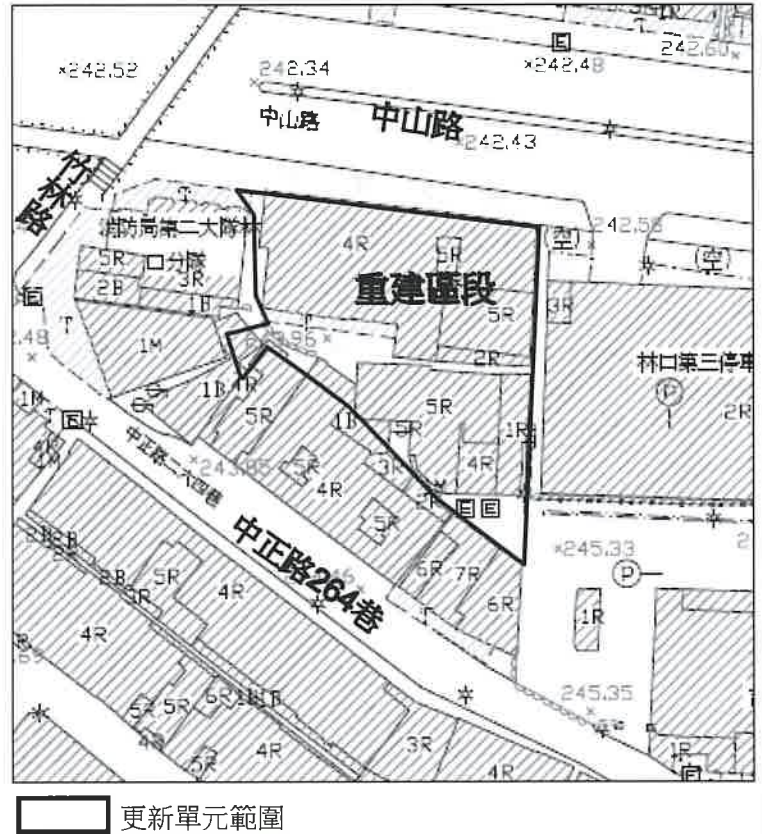 242.60
×242.52
242.34
×242.48
中山路
中山路
242.43
竹林路
消防局第二大隊林
口分隊
4R
5R
242.58
(空)
(空)
5R
3R
2B
1B
重建區段
5R
3R
2R
1M
林口第三停車
P
2R
1B
1R
5R
5R
1B
5R
1R
4R
3R
1M
中正路二六四巷
243.85
5R
4R
5R
中正路264巷
×245.33
P
6R
7R
6R
1R
2B
2B
5R
4R
4R
245.35
6R
1B
5R
5R
4R
3R
4R
5R
1R
更新單元範圍